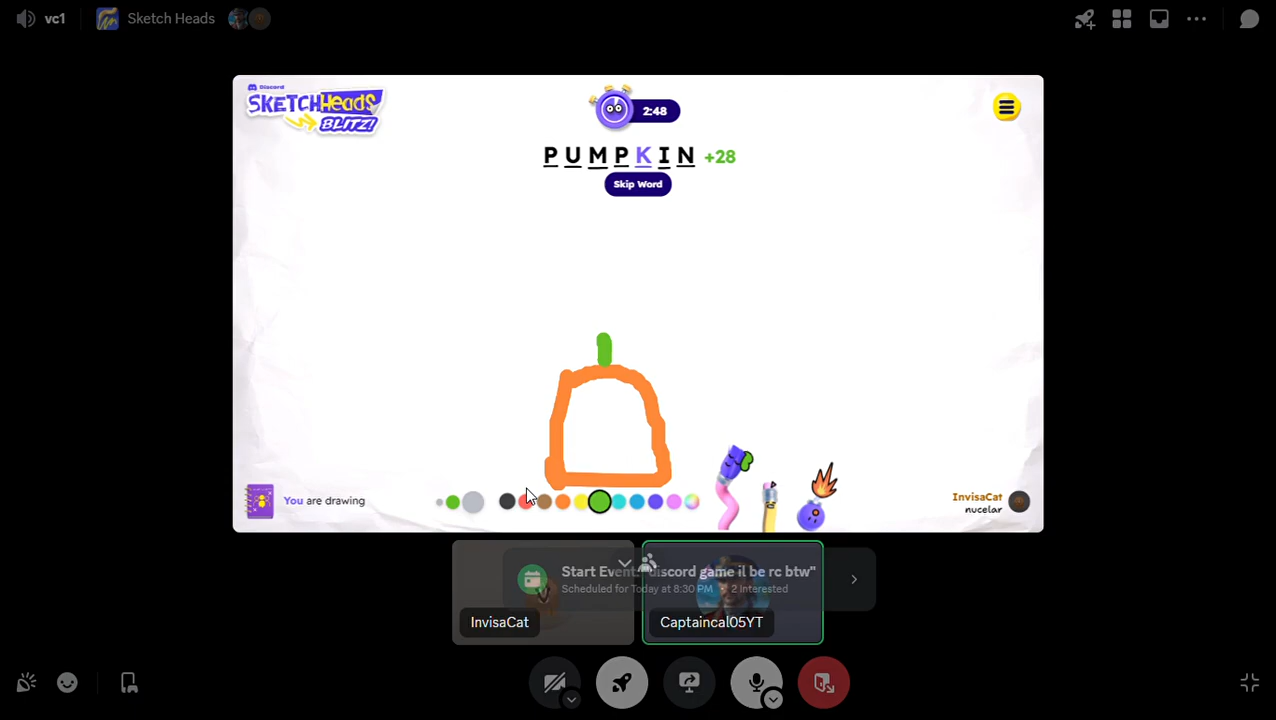 vc1
Sketch Heads
Discord
SKETCHHeadS
BLITZ!
2:48
PUMPKIN +28
Skip Word
You are drawing
InvisaCat
nucelar
Start Event: "discord game il be rc btw"
Scheduled for Today at 8:30 PM • 2 Interested
InvisaCat
Captaincal05YT